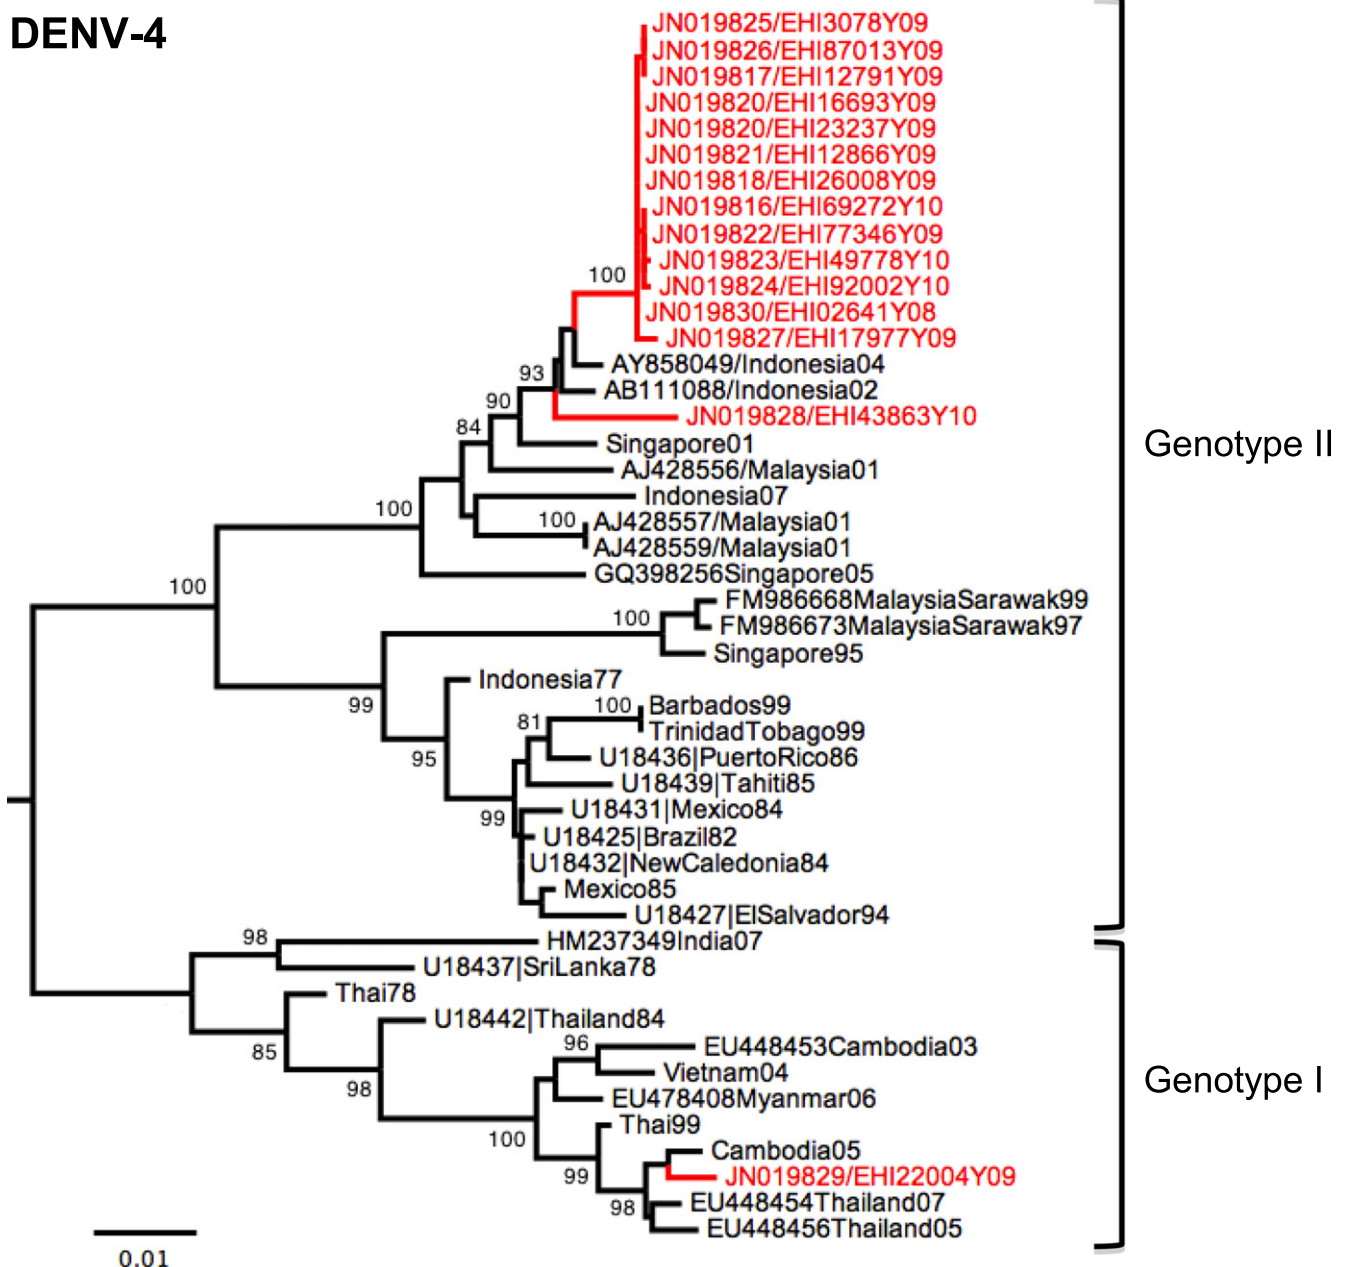 DENV-4
JN019825/EHI3078Y09
JN019826/EHI87013Y09
JN019817/EHI12791Y09
JN019820/EHI16693Y09
JN019820/EHI23237Y09
JN019821/EHI12866Y09
JN019818/EHI26008Y09
JN019816/EHI69272Y10
JN019822/EHI77346Y09
JN019823/EHI49778Y10
100
JN019824/EHI92002Y10
JN019830/EHI02641Y08
JN019827/EHI17977Y09
AY858049/Indonesia04
93
AB111088/Indonesia02
90
JN019828/EHI43863Y10
84
Singapore01
Genotype II
AJ428556/Malaysia01
Indonesia07
100
100
AJ428557/Malaysia01
AJ428559/Malaysia01
GQ398256Singapore05
100
FM986668MalaysiaSarawak99
100
FM986673MalaysiaSarawak97
Singapore95
Indonesia77
99
100
Barbados99
81
TrinidadTobago99
95
U18436|PuertoRico86
U18439|Tahiti85
U18431|Mexico84
99
U18425|Brazil82
U18432|NewCaledonia84
Mexico85
U18427|ElSalvador94
98
HM237349India07
U18437|SriLanka78
Thai78
U18442|Thailand84
85
96
EU448453Cambodia03
Vietnam04
98
Genotype I
EU478408Myanmar06
Thai99
100
Cambodia05
99
JN019829/EHI22004Y09
98
EU448454Thailand07
EU448456Thailand05
0.01